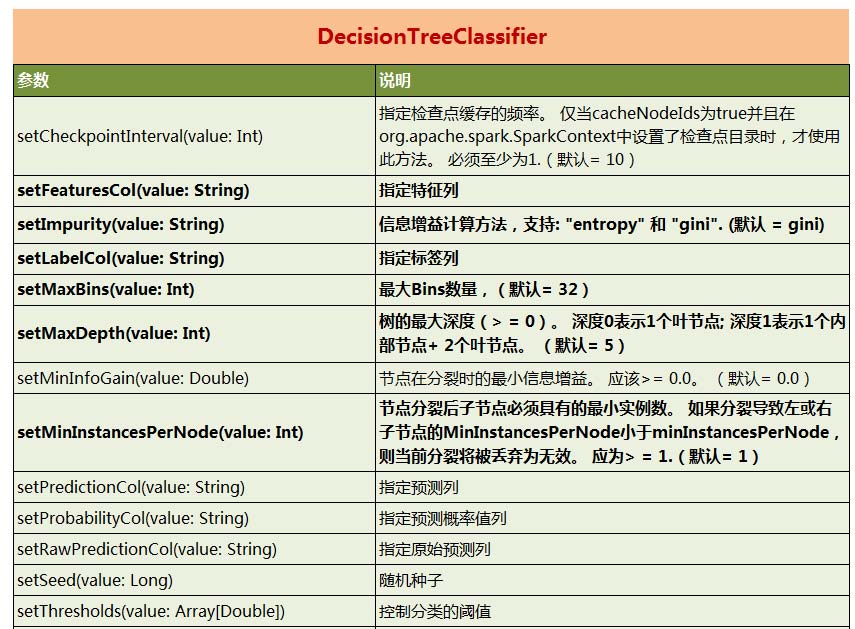 DecisionTreeClassifier
参数
说明
setCheckpointInterval(value: Int)
指定检查点缓存的频率。 仅当cacheNodeIds为true并且在
org.apache.spark.SparkContext中设置了检查点目录时，才使用
此方法。 必须至少为1.（默认= 10 ）
setFeaturesCol(value: String)
指定特征列
setImpurity(value: String)
信息增益计算方法，支持: "entropy" 和 "gini". (默认 = gini)
setLabelCol(value: String)
指定标签列
setMaxBins(value: Int)
最大Bins数量，（默认= 32 ）
setMaxDepth(value: Int)
树的最大深度（> = 0）。 深度0表示1个叶节点; 深度1表示1个内
部节点+ 2个叶节点。 （默认= 5 ）
setMinInfoGain(value: Double)
节点在分裂时的最小信息增益。 应该>= 0.0。 （默认= 0.0 ）
setMinInstancesPerNode(value: Int)
节点分裂后子节点必须具有的最小实例数。 如果分裂导致左或右
子节点的MinInstancesPerNode小于minInstancesPerNode，
则当前分裂将被丢弃为无效。 应为> = 1.（默认= 1 ）
setPredictionCol(value: String)
指定预测列
setProbabilityCol(value: String)
指定预测概率值列
setRawPredictionCol(value: String)
指定原始预测列
setSeed(value: Long)
随机种子
setThresholds(value: Array[Double])
控制分类的阈值